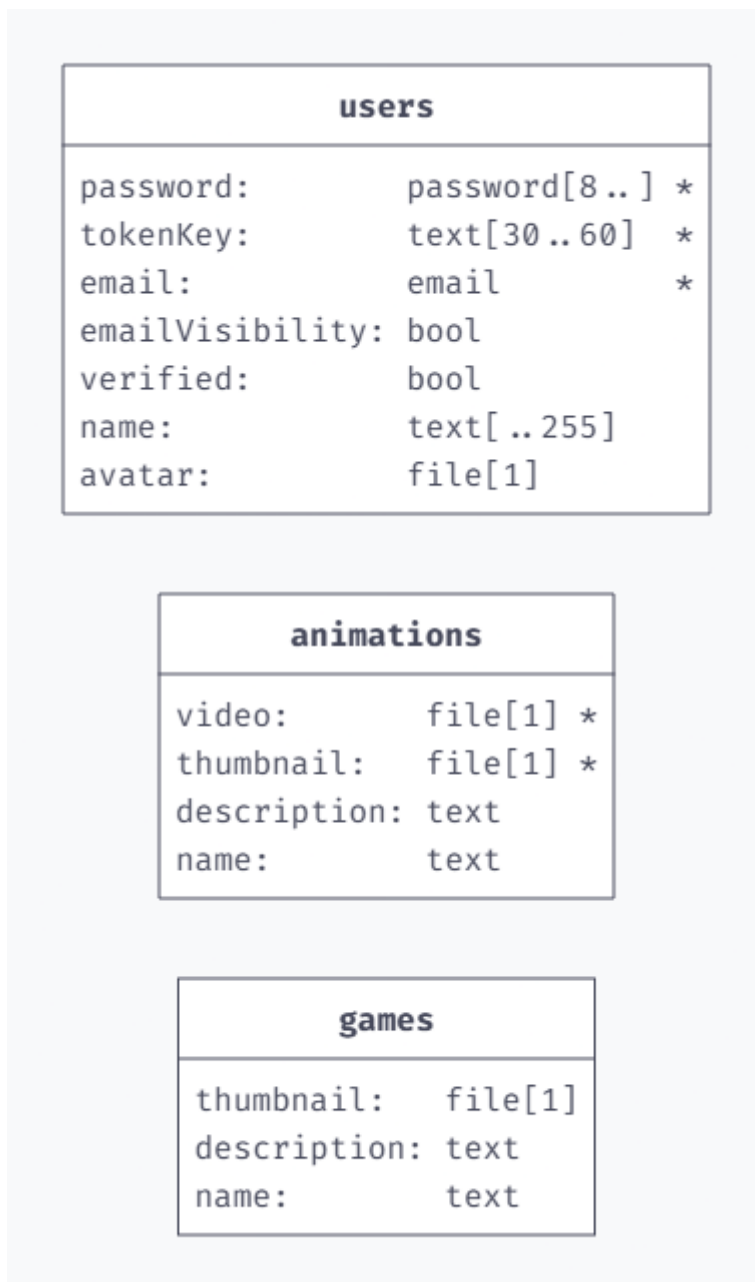 users
password: password[8..] *
tokenKey: text[30..60] *
email: email *
emailVisibility: bool
verified: bool
name: text[..255]
avatar: file[1]
animations
video: file[1] *
thumbnail: file[1] *
description: text
name: text
games
thumbnail: file[1]
description: text
name: text